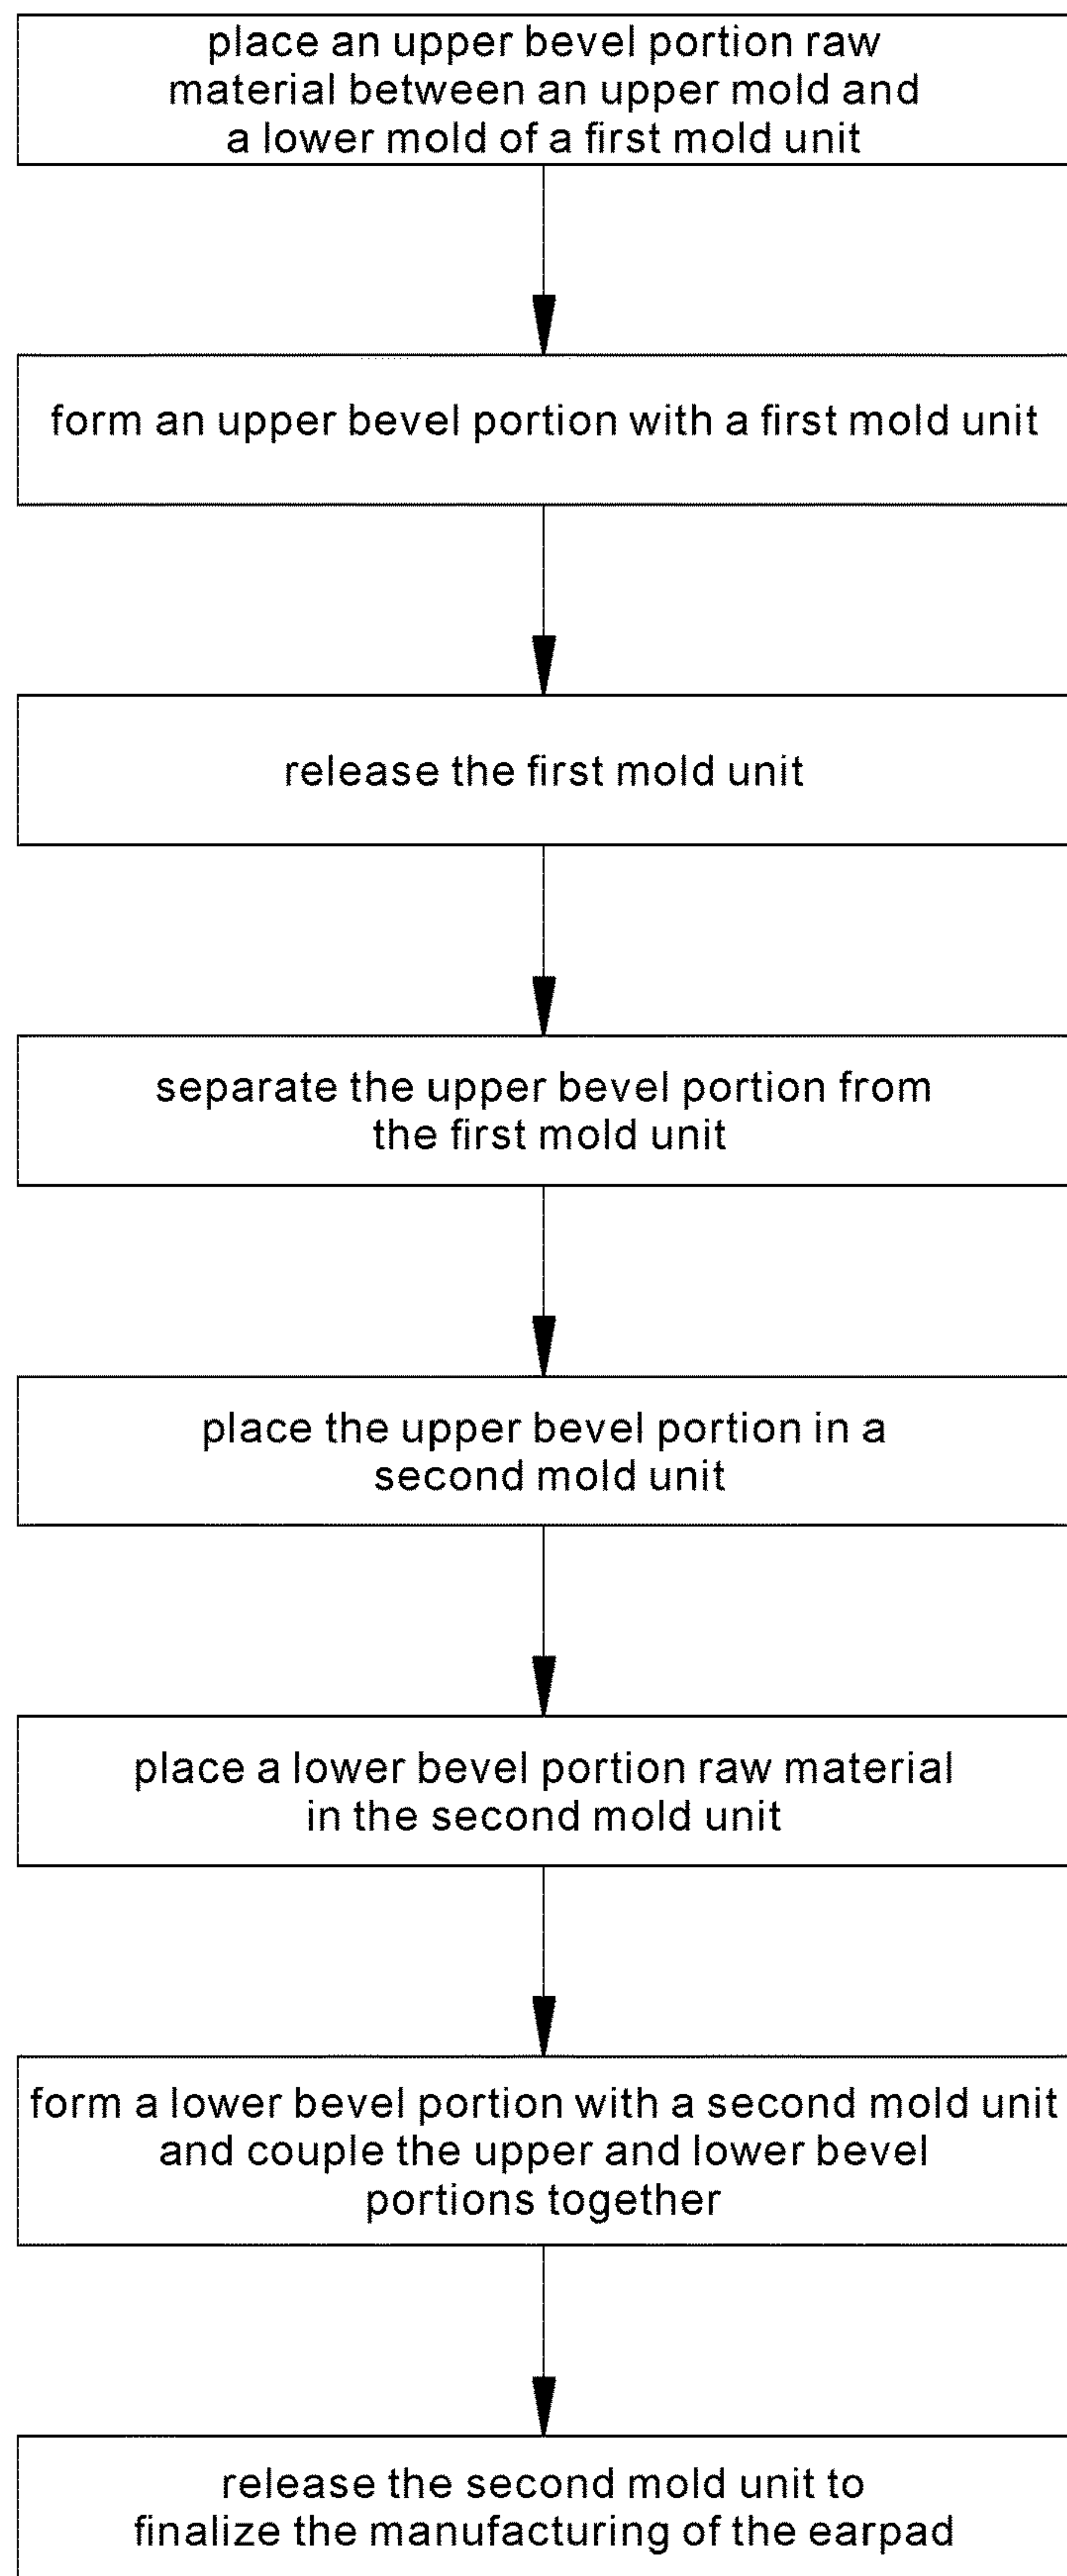 place an upper bevel portion raw
material between an upper mold and
a lower mold of a first mold unit
form an upper bevel portion with a first mold unit
release the first mold unit
separate the upper bevel portion from
the first mold unit
place the upper bevel portion in a
second mold unit
place a lower bevel portion raw material
in the second mold unit
form a lower bevel portion with a second mold unit
and couple the upper and lower bevel
portions together
release the second mold unit to
finalize the manufacturing of the earpad